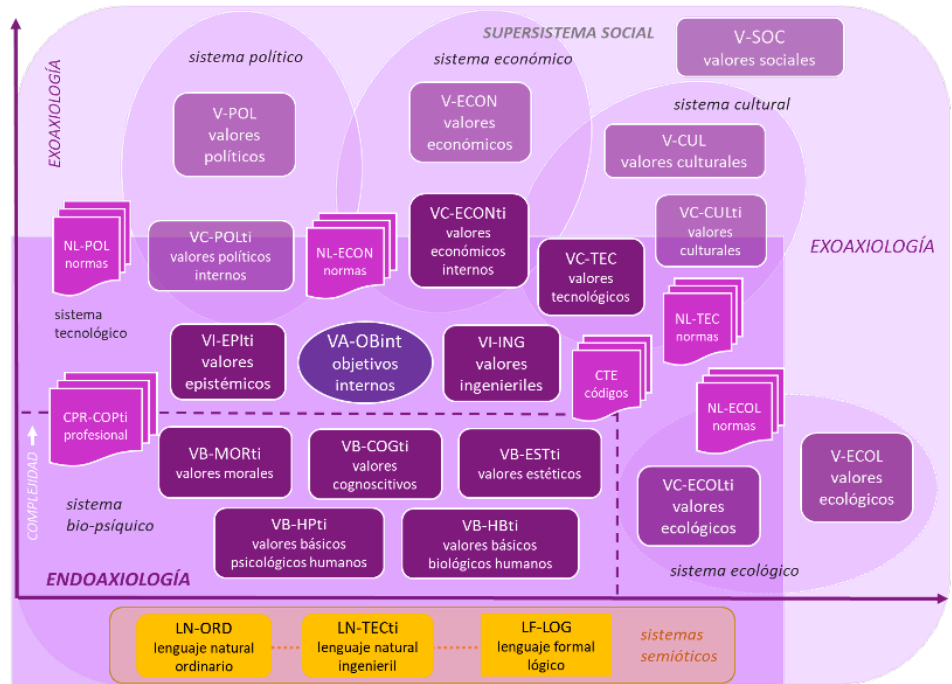 SUPERSISTEMA SOCIAL
V-SOC
valores sociales
sistema político
sistema económico
sistema cultural
EXOAXIOLOGÍA
V-POL
valores
políticos
V-ECON
valores
económicos
V-CUL
valores culturales
NL-POL
normas
VC-POLti
valores políticos
internos
NL-ECON
normas
VC-ECONti
valores
económicos
internos
VC-TEC
valores
tecnológicos
VC-CULti
valores
culturales
EXOAXIOLOGÍA
NL-TEC
normas
sistema
tecnológico
VI-EPIti
valores
epistémicos
VA-OBint
objetivos
internos
VI-ING
valores
ingenieriles
CTE
códigos
NL-ECOL
normas
CPR-COPti
profesional
COMPLEJIDAD
VB-MORti
valores morales
VB-COGti
valores
cognoscitivos
VB-ESTti
valores estéticos
VC-ECOLti
valores
ecológicos
V-ECOL
valores
ecológicos
sistema
bio-psíquico
VB-HPti
valores básicos
psicológicos humanos
VB-HBti
valores básicos
biológicos humanos
ENDOAXIOLOGÍA
sistema ecológico
LN-ORD
lenguaje natural
ordinario
LN-TECti
lenguaje natural
ingenieril
LF-LOG
lenguaje formal
lógico
sistemas
semióticos